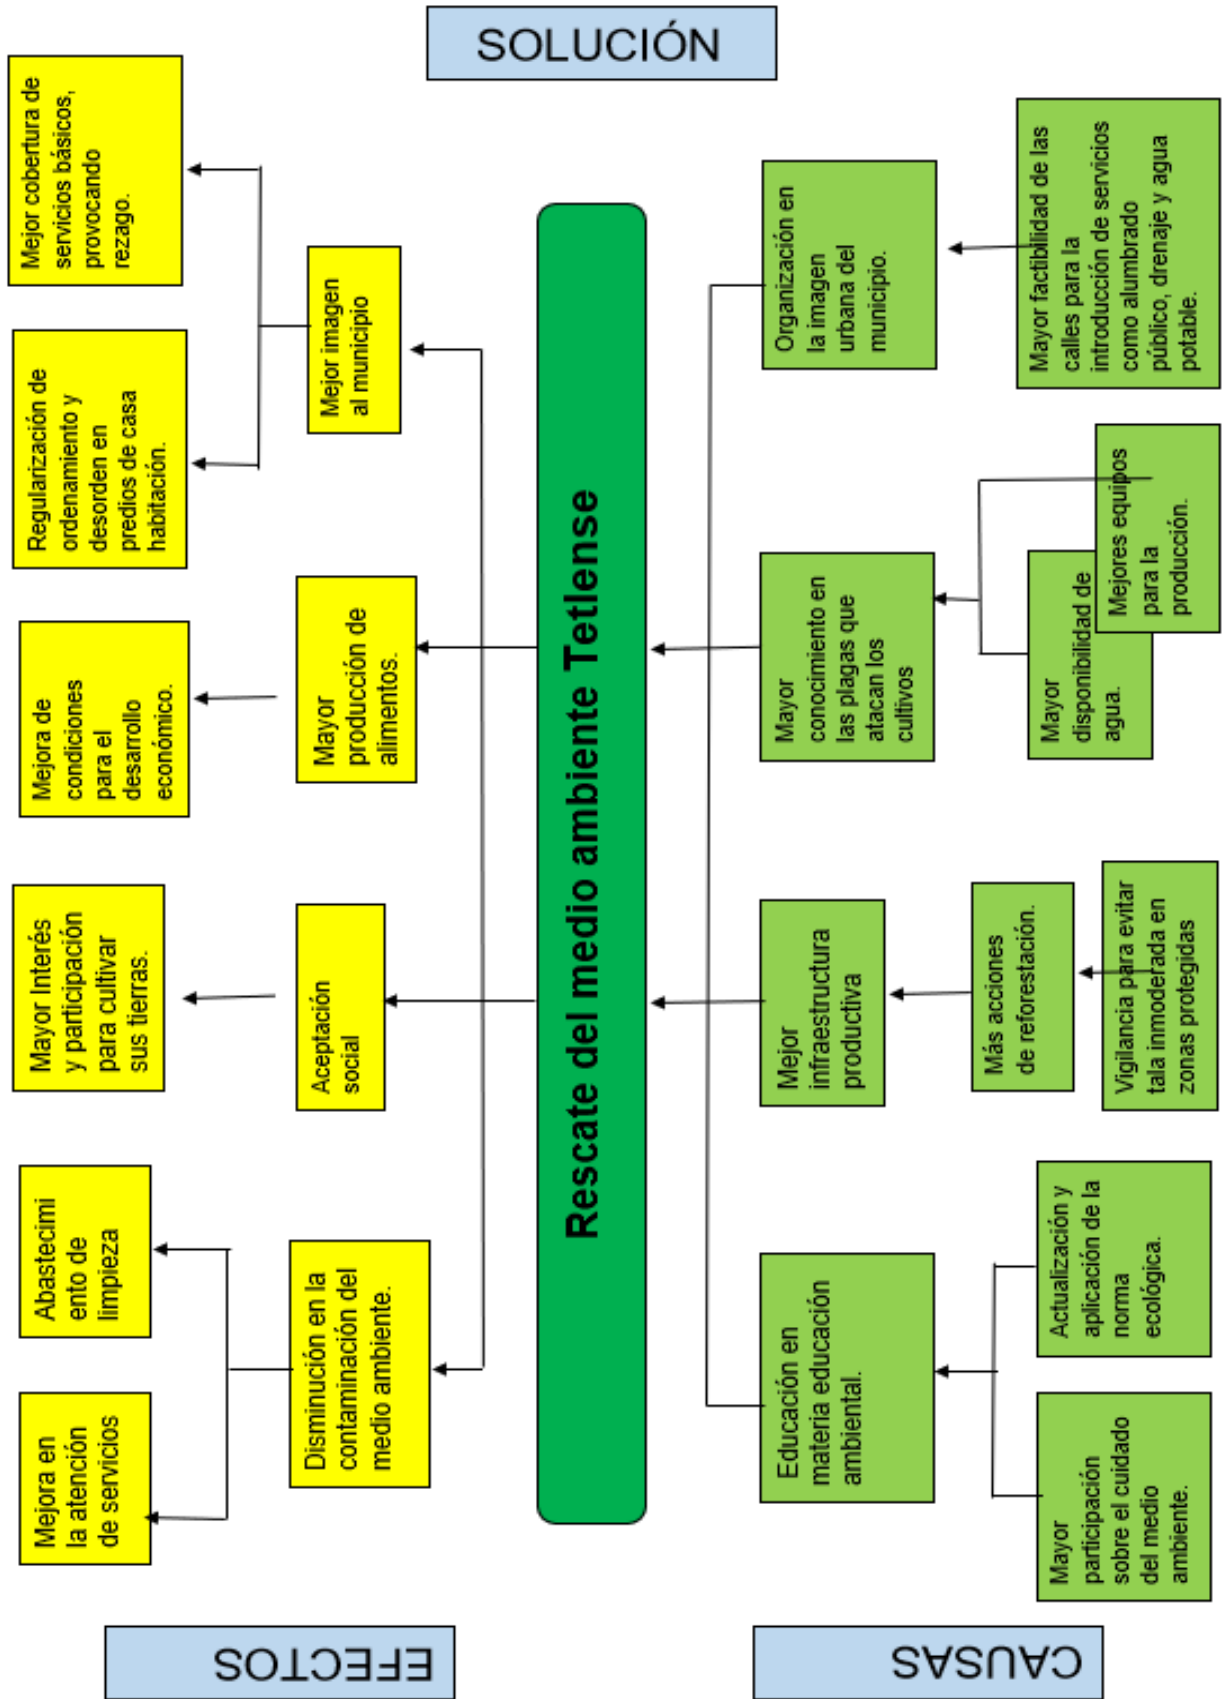 SOLUCIÓN
EFECTOS
Mejora en
la atención
de servicios
Abastecimi
ento de
limpieza
Mayor Interés
y participación
para cultivar
sus tierras.
Mejora de
condiciones
para el
desarrollo
económico.
Regularización de
ordenamiento y
desorden en
predios de casa
habitación.
Mejor cobertura de
servicios básicos,
provocando
rezago.
Disminución en la
contaminación del
medio ambiente.
Aceptación
social
Mayor
producción de
alimentos.
Mejor imagen
al municipio
Rescate del medio ambiente Tetlense
CAUSAS
Educación en
materia educación
ambiental.
Mejor
infraestructura
productiva
Mayor
conocimiento en
las plagas que
atacan los
cultivos
Organización en
la imagen
urbana del
municipio.
Mayor
participación
sobre el cuidado
del medio
ambiente.
Actualización y
aplicación de la
norma
ecológica.
Más acciones
de reforestación.
Vigilancia para evitar
tala inmoderada en
zonas protegidas
Mayor
disponibilidad de
agua.
Mejores equipos
para la
producción.
Mayor factibilidad de las
calles para la
introducción de servicios
como alumbrado
público, drenaje y agua
potable.